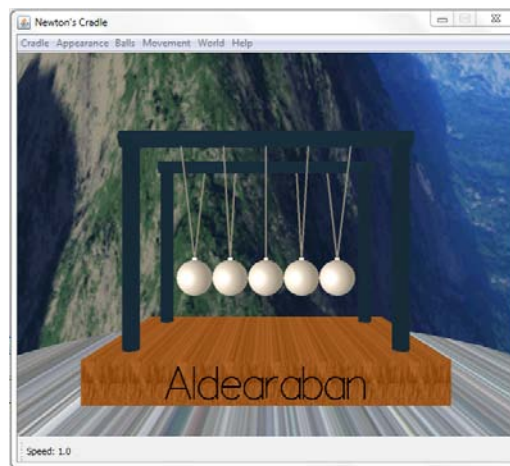 Newton's Cradle
Cradle Appearance Balls Movement World Help
Aldearaban
Speed: 1.0